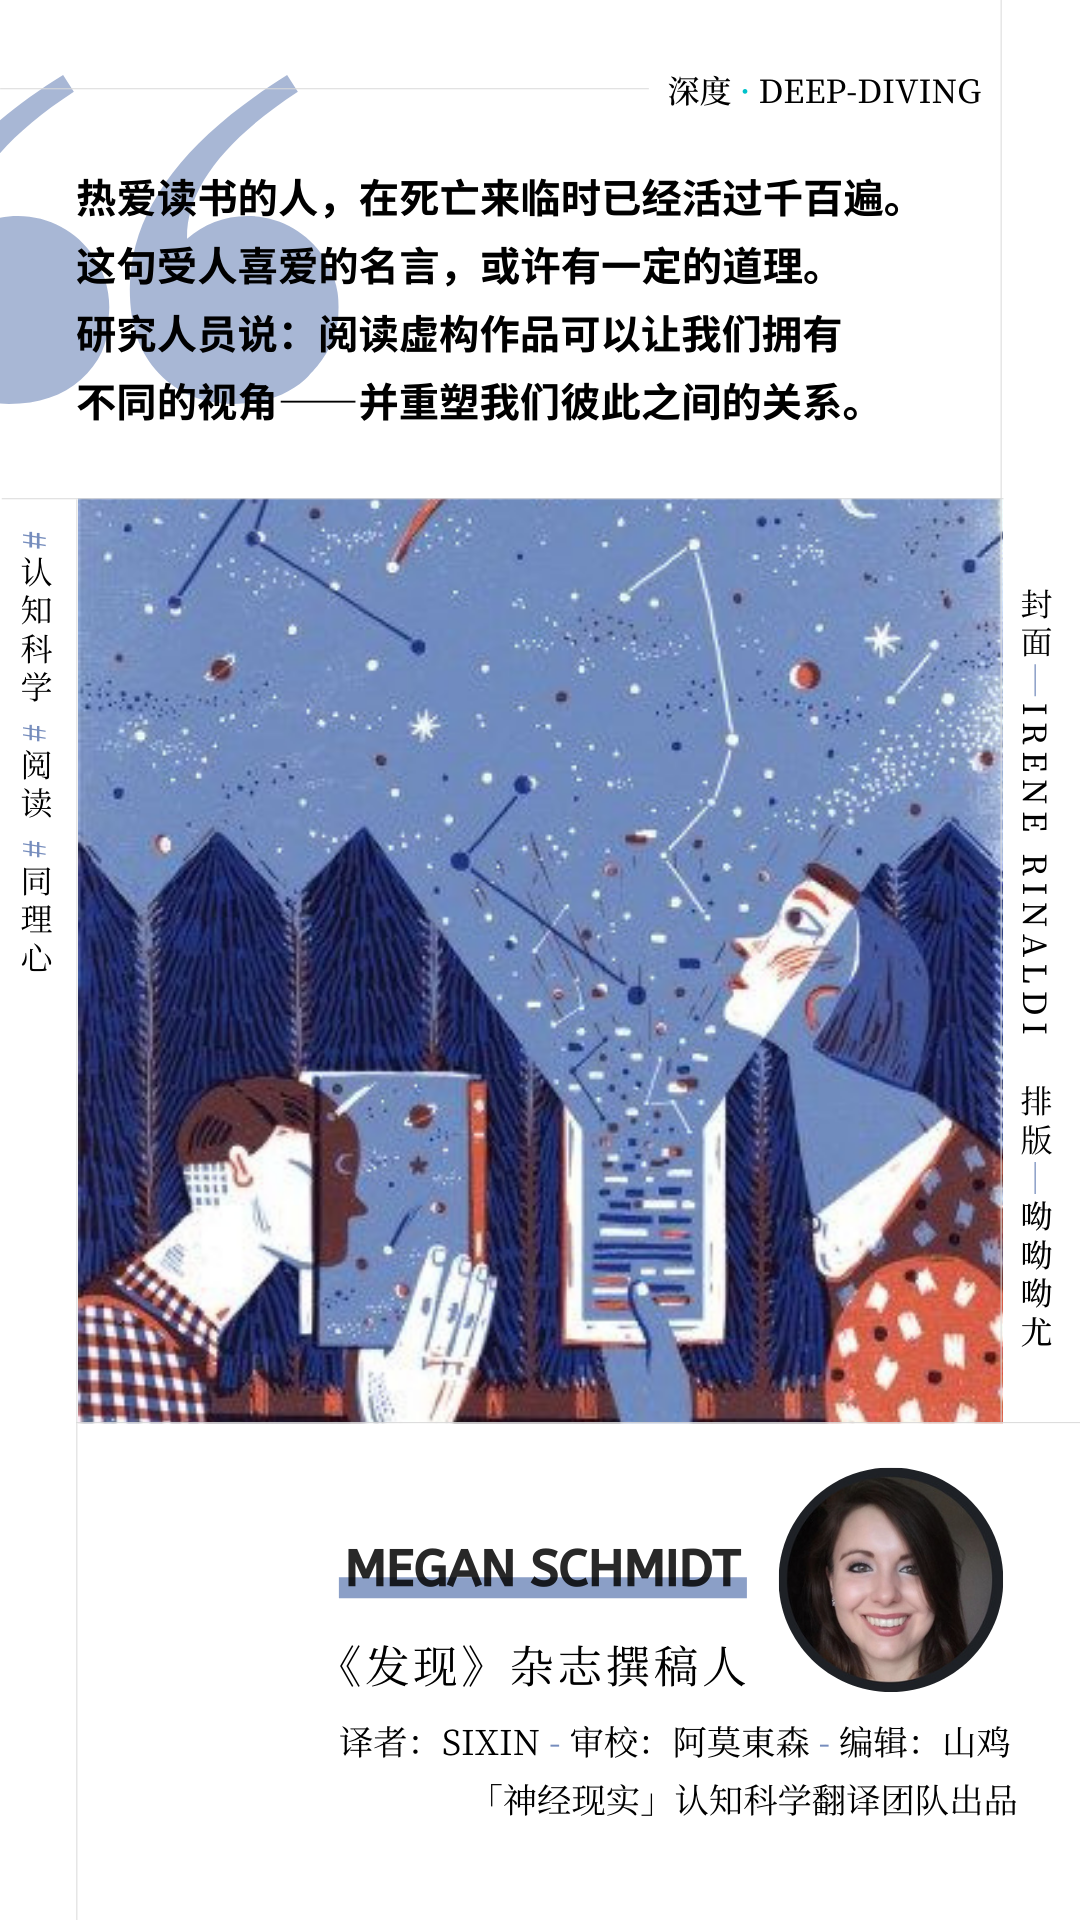 深度 · DEEP-DIVING
热爱读书的人，在死亡来临时已经活过千百遍。
这句受人喜爱的名言，或许有一定的道理。
研究人员说：阅读虚构作品可以让我们拥有
不同的视角——并重塑我们彼此之间的关系。
#认知科学 #阅读 #同理心
封面—IRENE RINALDI 排版—呦呦呦尤
MEGAN SCHMIDT
《发现》杂志撰稿人
译者：SIXIN - 审校：阿莫東森 - 编辑：山鸡
「神经现实」认知科学翻译团队出品